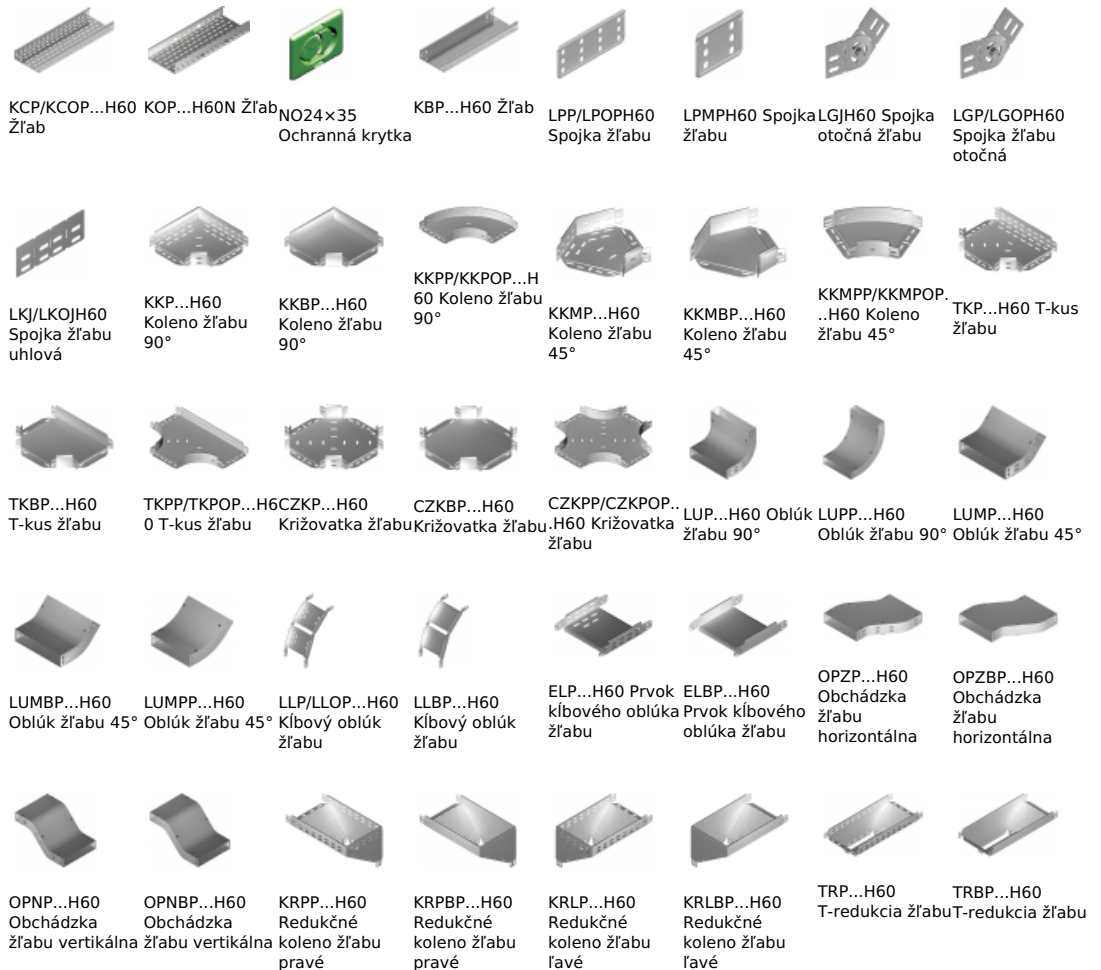 KCP/KCOP...H60
Žľab
KOP...H60N Žľab
NO24×35
Ochranná krytka
KBP...H60 Žľab
LPP/LPOPH60
Spojka žľabu
LPMPH60 Spojka
žľabu
LGJH60 Spojka
otočná žľabu
LGP/LGOPH60
Spojka žľabu
otočná
LKJ/LKOJH60
Spojka žľabu
uhlová
KKP...H60
Koleno žľabu
90°
KKBP...H60
Koleno žľabu
90°
KKPP/KKPOP...H
60 Koleno žľabu
90°
KKMP...H60
Koleno žľabu
45°
KKMBP...H60
Koleno žľabu
45°
KKMPP/KKMPOP.
..H60 Koleno
žľabu 45°
TKP...H60 T-kus
žľabu
TKBP...H60
T-kus žľabu
TKPP/TKPOP...H6
0 T-kus žľabu
CZKP...H60
Križovatka žľabu
CZKBP...H60
Križovatka žľabu
CZKPP/CZKPOP..
.H60 Križovatka
žľabu
LUP...H60 Oblúk
žľabu 90°
LUPP...H60
Oblúk žľabu 90°
LUMP...H60
Oblúk žľabu 45°
LUMBP...H60
Oblúk žľabu 45°
LUMPP...H60
Oblúk žľabu 45°
LLP/LLOP...H60
Kĺbový oblúk
žľabu
LLBP...H60
Kĺbový oblúk
žľabu
ELP...H60 Prvok
kĺbového oblúka
žľabu
ELBP...H60
Prvok kĺbového
oblúka žľabu
OPZP...H60
Obchádzka
žľabu
horizontálna
OPZBP...H60
Obchádzka
žľabu
horizontálna
OPNP...H60
Obchádzka
žľabu vertikálna
OPNBP...H60
Obchádzka
žľabu vertikálna
KRPP...H60
Redukčné
koleno žľabu
pravé
KRPBP...H60
Redukčné
koleno žľabu
pravé
KRLP...H60
Redukčné
koleno žľabu
ľavé
KRLBP...H60
Redukčné
koleno žľabu
ľavé
TRP...H60
T-redukcia žľabu
TRBP...H60
T-redukcia žľabu